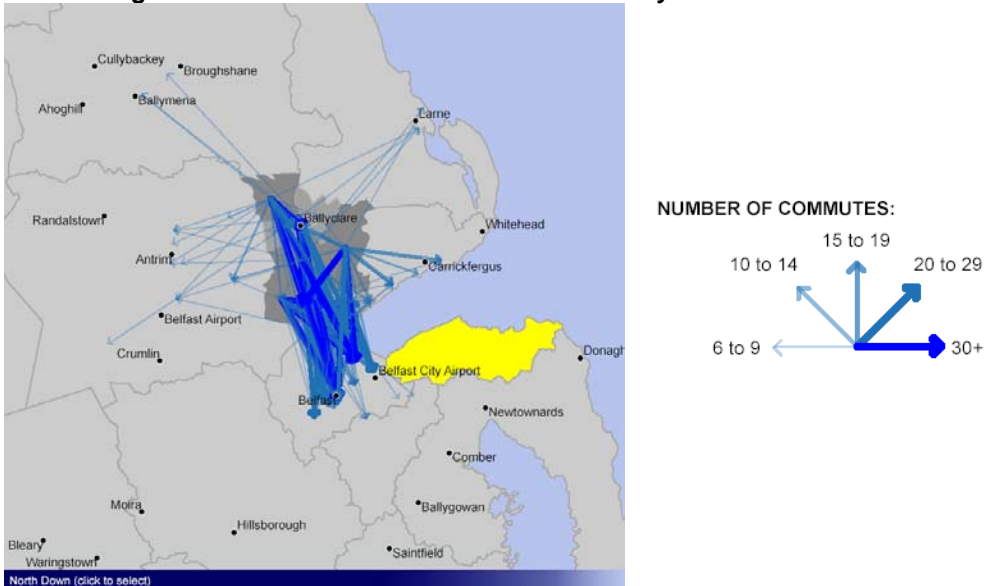 Cullybackey
Broughshane
Ahoghill
Ballymena
Larne
Randalstown
Ballyclare
Whitehead
Antrim
Carrickfergus
Belfast Airport
Crumlin
Belfast City Airport
Donagh
Belfast
Newtownards
Comber
Moira
Ballygowan
Hillsborough
Bleary
Saintfield
Waringstown
North Down (click to select)
NUMBER OF COMMUTES:
15 to 19
10 to 14
20 to 29
6 to 9
30+